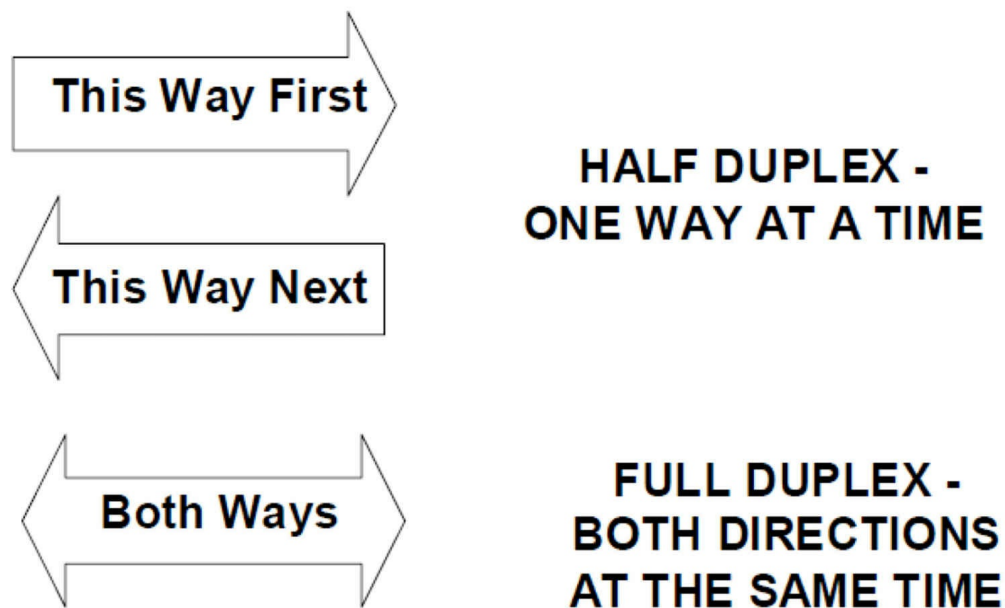 This Way First
HALF DUPLEX -
ONE WAY AT A TIME
This Way Next
Both Ways
FULL DUPLEX -
BOTH DIRECTIONS
AT THE SAME TIME